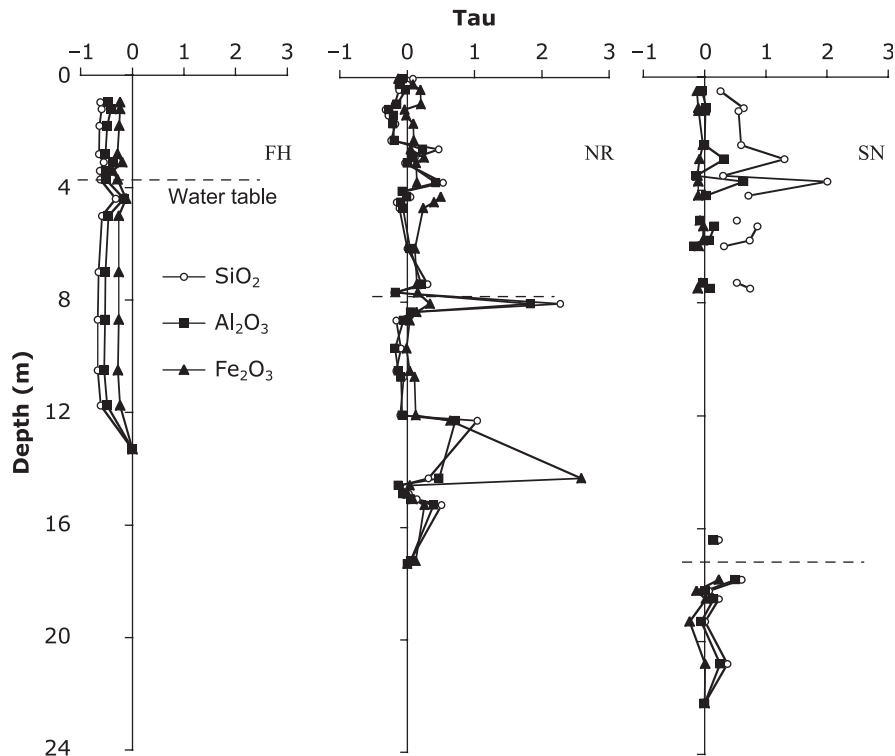 Tau
−1 0 1 2 3
−1 0 1 2 3
−1 0 1 2 3
0
4
8
12
16
20
24
Depth (m)
FH
NR
SN
Water table
SiO₂
Al₂O₃
Fe₂O₃